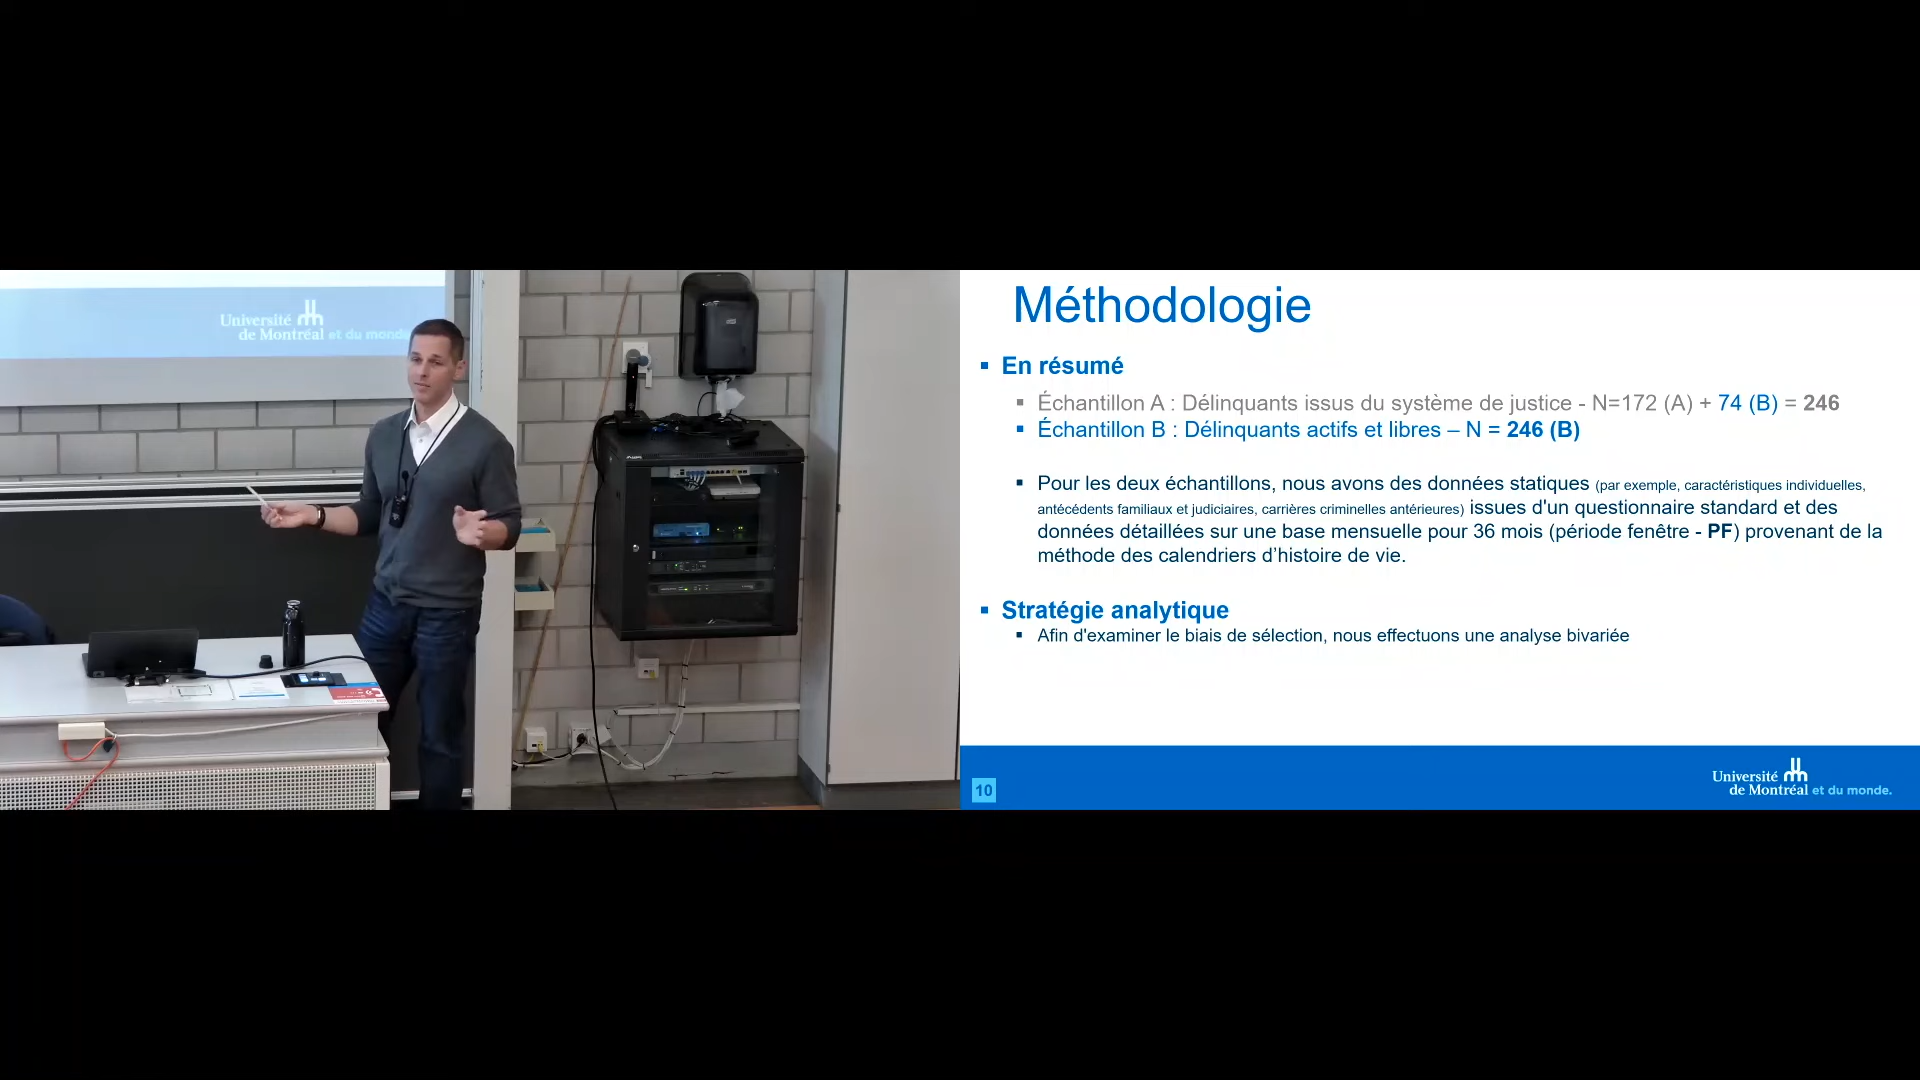 Université
de Montréal et du monde
Méthodologie
▪ En résumé
▪ Échantillon A : Délinquants issus du système de justice - N=172 (A) + 74 (B) = 246
▪ Échantillon B : Délinquants actifs et libres – N = 246 (B)
▪ Pour les deux échantillons, nous avons des données statiques (par exemple, caractéristiques individuelles,
antécédents familiaux et judiciaires, carrières criminelles antérieures) issues d'un questionnaire standard et des
données détaillées sur une base mensuelle pour 36 mois (période fenêtre - PF) provenant de la
méthode des calendriers d’histoire de vie.
▪ Stratégie analytique
▪ Afin d'examiner le biais de sélection, nous effectuons une analyse bivariée
10
Université
de Montréal et du monde.